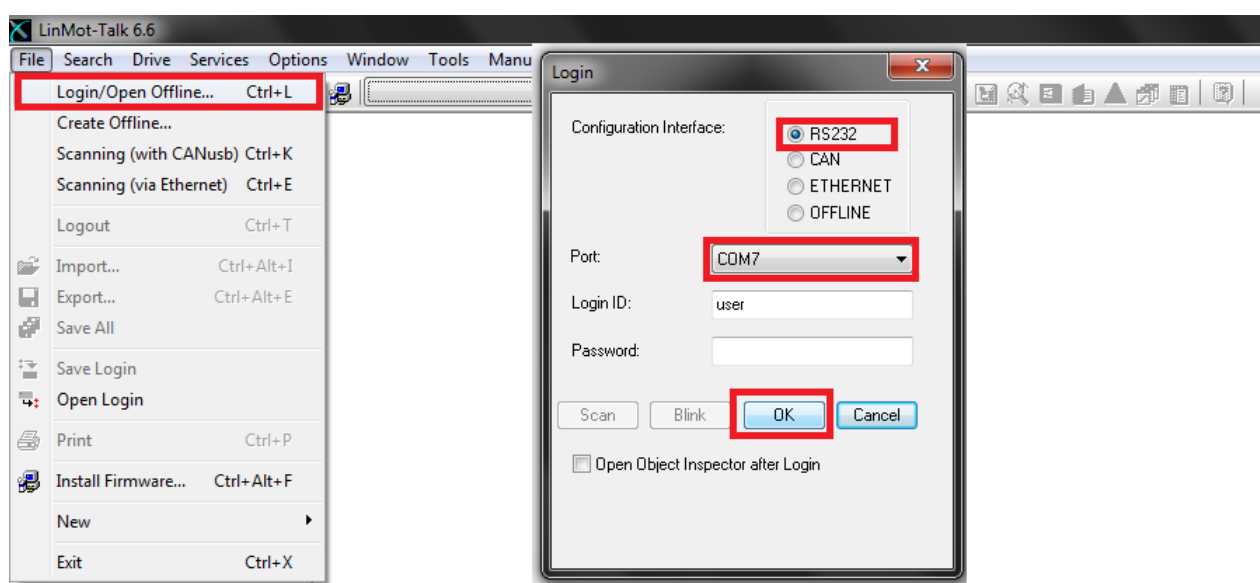 LinMot-Talk 6.6
File Search Drive Services Options Window Tools Manu
Login/Open Offline... Ctrl+L
Create Offline...
Scanning (with CANusb) Ctrl+K
Scanning (via Ethernet) Ctrl+E
Logout Ctrl+T
Import... Ctrl+Alt+I
Export... Ctrl+Alt+E
Save All
Save Login
Open Login
Print Ctrl+P
Install Firmware... Ctrl+Alt+F
New
Exit Ctrl+X
Login
Configuration Interface:
RS232
CAN
ETHERNET
OFFLINE
Port: COM7
Login ID: user
Password:
Scan Blink OK Cancel
Open Object Inspector after Login